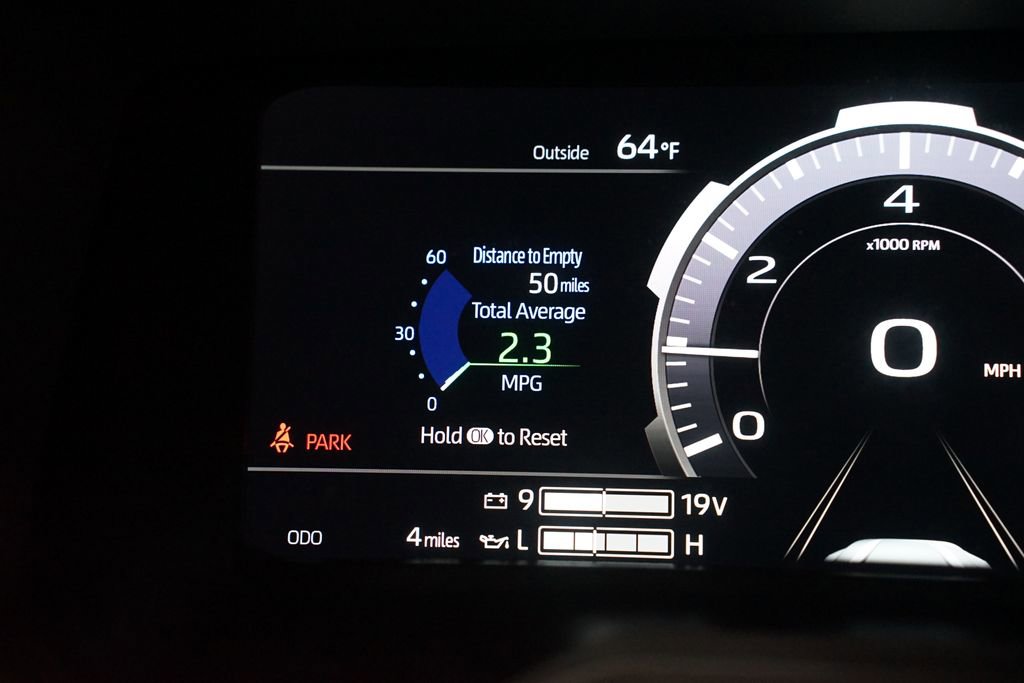 Outside 64°F
4
x1000 RPM
2
60
Distance to Empty
50 miles
Total Average
30
2.3
0
MPH
MPG
0
0
Hold OK to Reset
PARK
9 19V
ODO 4 miles
L H